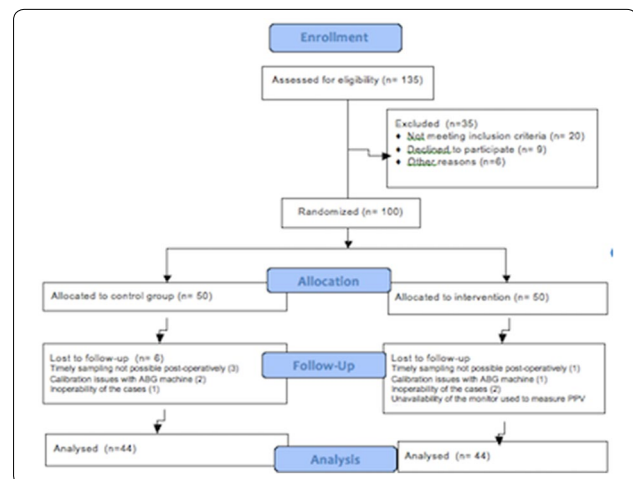 Enrollment
Assessed for eligibility (n= 135)
Excluded (n=35)
♦ Not meeting inclusion criteria (n= 20)
♦ Declined to participate (n= 9)
♦ Other reasons (n=6)
Randomized (n= 100)
Allocation
Allocated to control group (n= 50)
Allocated to intervention (n= 50)
Follow-Up
Lost to follow-up (n= 6)
Timely sampling not possible post-operatively (3)
Calibration issues with ABG machine (2)
Inoperability of the cases (1)
Lost to follow-up
Timely sampling not possible post-operatively (1)
Calibration issues with ABG machine (1)
Inoperability of the cases (2)
Unavailability of the monitor used to measure PPV
Analysed (n=44)
Analysed (n= 44)
Analysis